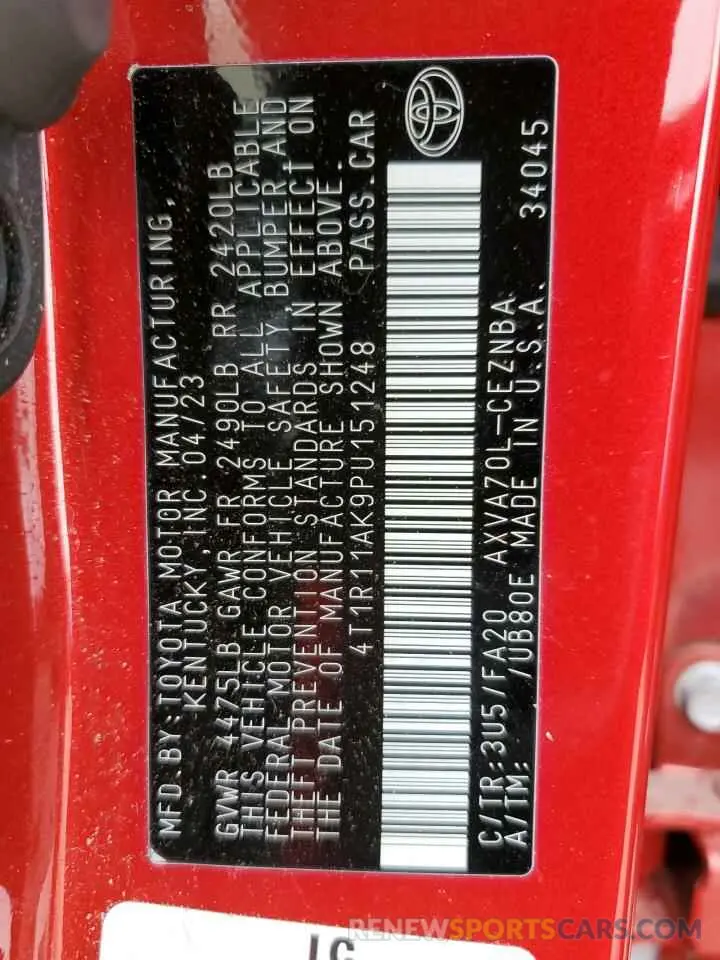 MFD.BY:TOYOTA MOTOR MANUFACTURING,
KENTUCKY,INC.04/23
GVWR 4475LB GAWR FR 2490LB RR 2420LB
THIS VEHICLE CONFORMS TO ALL APPLICABLE
FEDERAL MOTOR VEHICLE SAFETY, BUMPER, AND
THEFT PREVENTION STANDARDS IN EFFECT ON
THE DATE OF MANUFACTURE SHOWN ABOVE.
4T1R11AK9PU151248 PASS.CAR
C/TR:3U5/FA20 AXVA70L-CEZNBA
A/TM: /UB80E MADE IN U.S.A. 34045
RENEWSPORTSCARS.COM